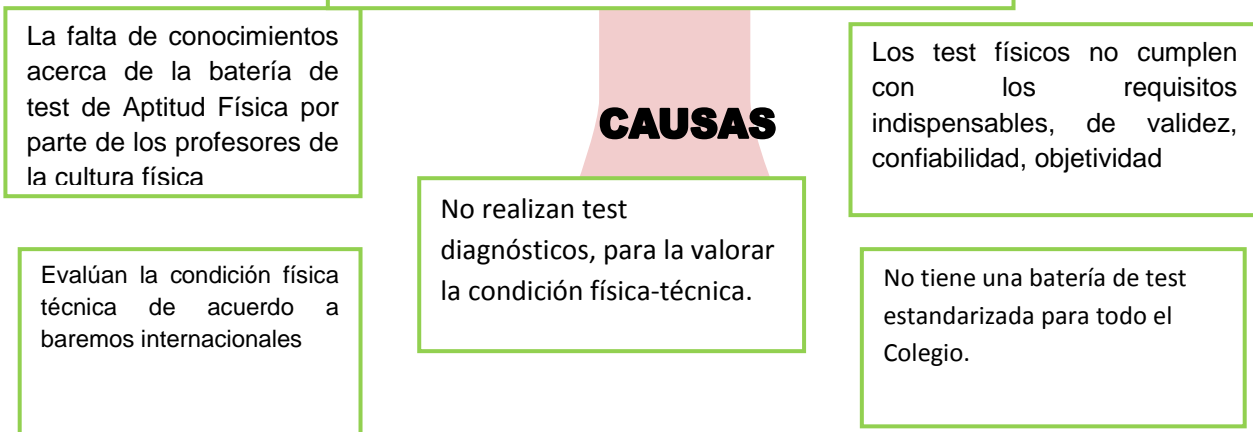 La falta de conocimientos
acerca de la batería de
test de Aptitud Física por
parte de los profesores de
la cultura física
CAUSAS
Los test físicos no cumplen
con los requisitos
indispensables, de validez,
confiabilidad, objetividad
No realizan test
diagnósticos, para la valorar
la condición física-técnica.
Evalúan la condición física
técnica de acuerdo a
baremos internacionales
No tiene una batería de test
estandarizada para todo el
Colegio.